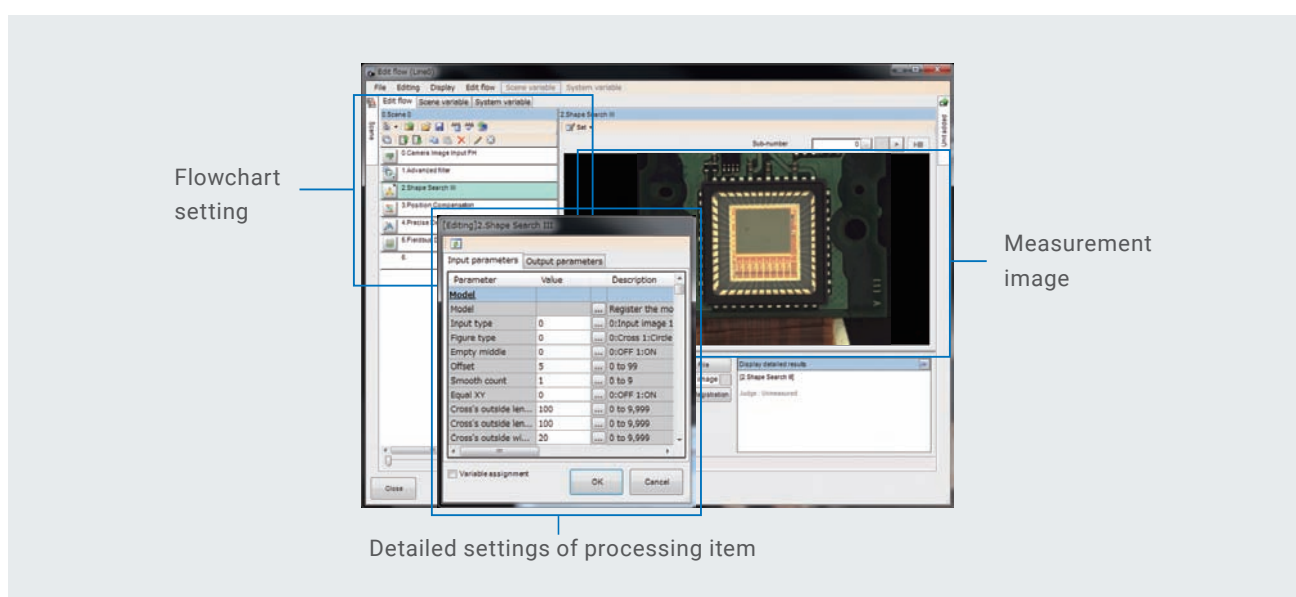 Edit flow (Line0)
File Editing Display Edit flow Scene variable System variable
Edit flow Scene variable System variable
0.Scene 0
2.Shape Search III
Scene
Set
Sub-number 0
0.Camera Image Input FH
1.Advanced filter
2.Shape Search III
3.Position Compensation
4.Precise D
6.
Flowchart
setting
Measurement
image
[Editing]2.Shape Search III
Input parameters Output parameters
Parameter Value Description
Model
Model ... Register the mo
Input type 0 ... 0:Input image 1
Figure type 0 ... 0:Cross 1:Circle
Empty middle 0 ... 0:OFF 1:ON
Offset 5 ... 0 to 99
Smooth count 1 ... 0 to 9
Equal XY 0 ... 0:OFF 1:ON
Cross's outside len... 100 ... 0 to 9,999
Cross's outside len... 100 ... 0 to 9,999
Cross's outside wi... 20 ... 0 to 9,999
Variable assignment
OK Cancel
Display detailed results
[2.Shape Search III]
Judge : Unmeasured
Close
Detailed settings of processing item